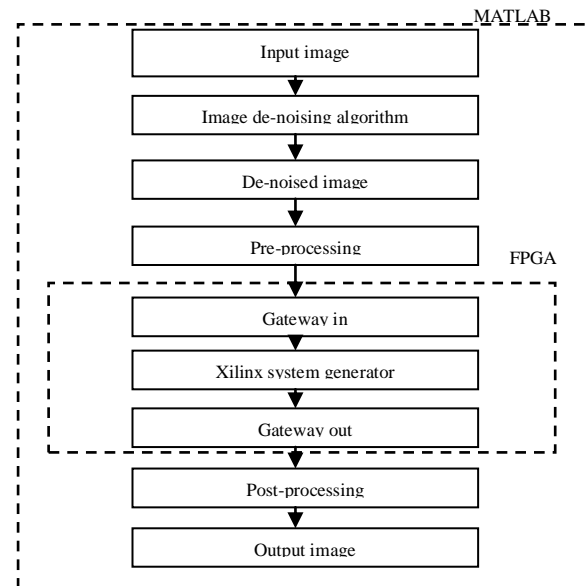 MATLAB
Input image
Image de-noising algorithm
De-noised image
Pre-processing
FPGA
Gateway in
Xilinx system generator
Gateway out
Post-processing
Output image